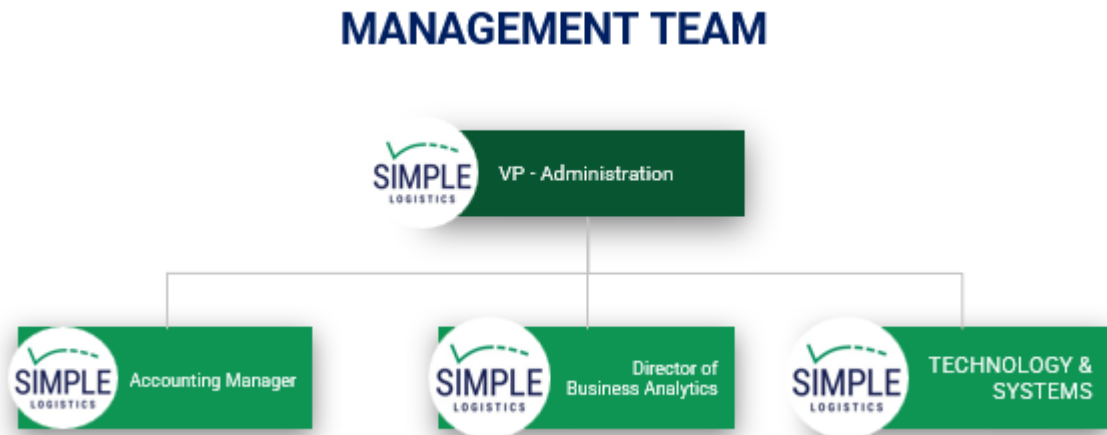 MANAGEMENT TEAM
SIMPLE
LOGISTICS
VP - Administration
SIMPLE
LOGISTICS
Accounting Manager
SIMPLE
LOGISTICS
Director of
Business Analytics
SIMPLE
LOGISTICS
TECHNOLOGY &
SYSTEMS